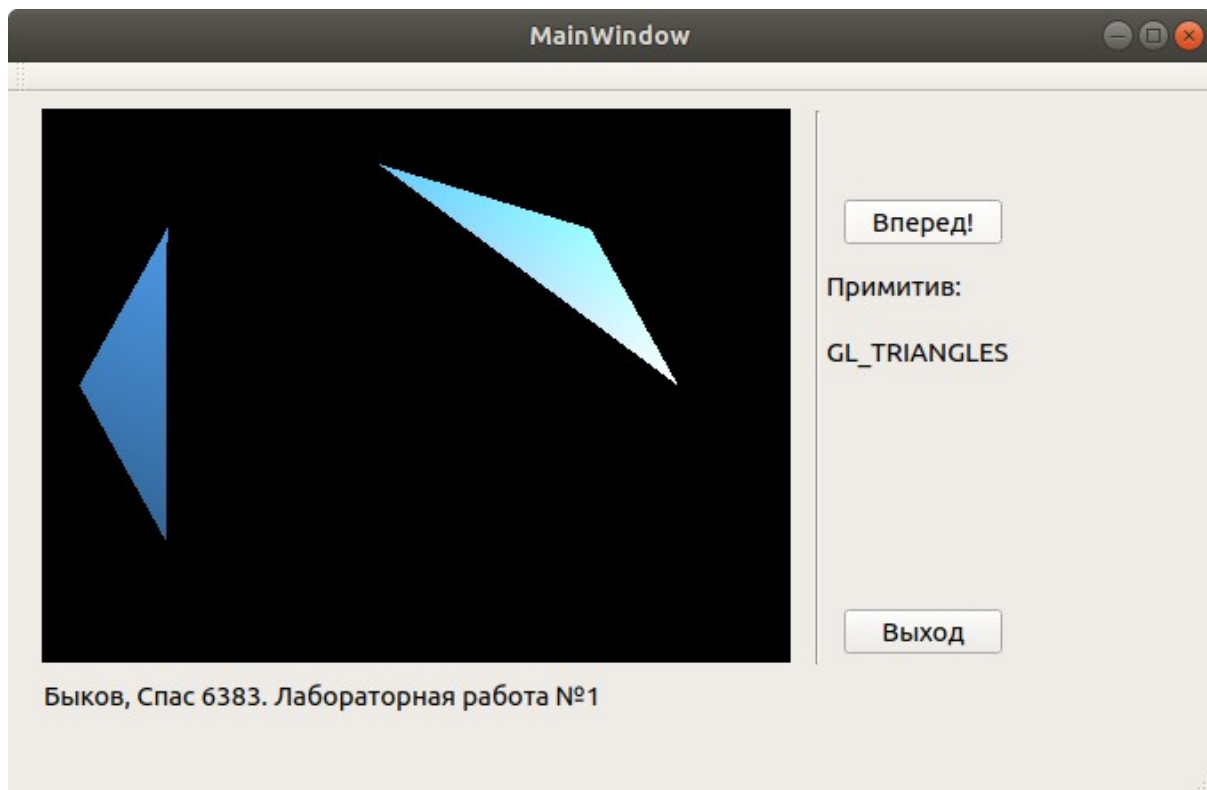 MainWindow
Вперед!
Примитив:
GL_TRIANGLES
Выход
Быков, Спас 6383. Лабораторная работа №1